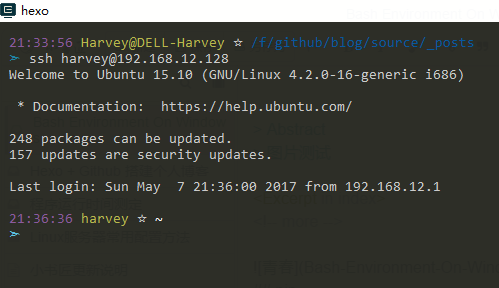 hexo
21:33:56 Harvey@DELL-Harvey ☆ /f/github/blog/source/_posts
➣ ssh harvey@192.168.12.128
Welcome to Ubuntu 15.10 (GNU/Linux 4.2.0-16-generic i686)
* Documentation:  https://help.ubuntu.com/
248 packages can be updated.
157 updates are security updates.
Last login: Sun May  7 21:36:00 2017 from 192.168.12.1
21:36:36 harvey ☆ ~
➣